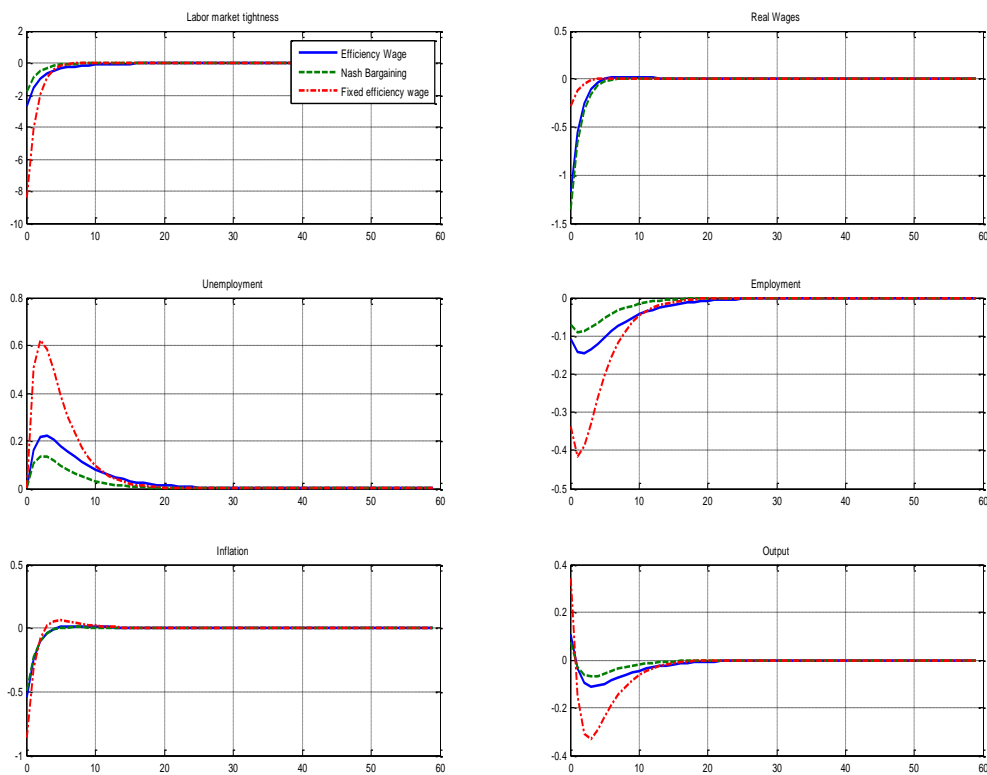 Labor market tightness
2
0
-2
-4
-6
-8
-10
0 10 20 30 40 50 60
Efficiency Wage
Nash Bargaining
Fixed efficiency wage
Real Wages
0.5
0
-0.5
-1
-1.5
0 10 20 30 40 50 60
Unemployment
0.8
0.6
0.4
0.2
0
0 10 20 30 40 50 60
Employment
0
-0.1
-0.2
-0.3
-0.4
-0.5
0 10 20 30 40 50 60
Inflation
0.5
0
-0.5
-1
0 10 20 30 40 50 60
Output
0.4
0.2
0
-0.2
-0.4
0 10 20 30 40 50 60